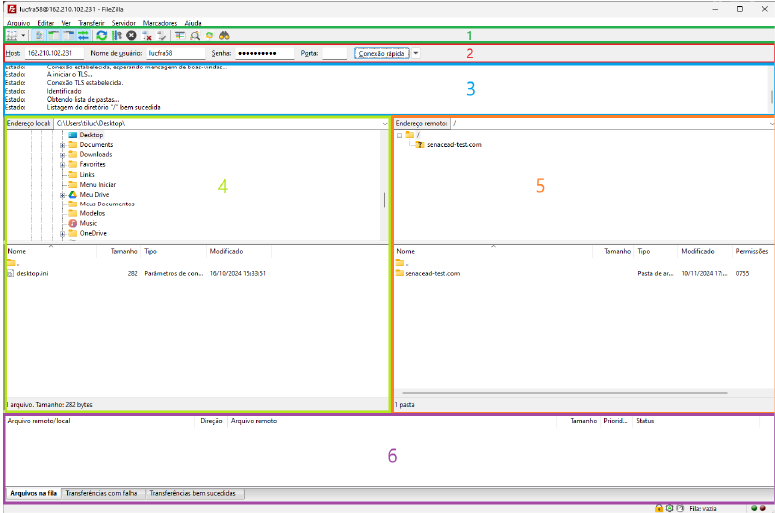 lucfra58@162.210.102.231 - FileZilla
Arquivo Editar Ver Transferir Servidor Marcadores Ajuda
1
Host: 162.210.102.231 Nome de usuário: lucfra58 Senha: •••••••••• Porta: Conexão rápida
2
Estado: Conexão estabelecida, esperando mensagem de boas-vindas...
Estado: A iniciar o TLS...
Estado: Conexão TLS estabelecida.
Estado: Identificado
Estado: Obtendo lista de pastas...
Estado: Listagem do diretório "/" bem sucedida
3
Endereço local: C:\Users\tiluc\Desktop\
Desktop
Documents
Downloads
Favorites
Links
Menu Iniciar
Meu Drive
Meus Documentos
Modelos
Music
OneDrive
4
Nome Tamanho Tipo Modificado
..
desktop.ini 282 Parâmetros de con... 16/10/2024 15:33:51
1 arquivo. Tamanho: 282 bytes
Endereço remoto: /
/
senacead-test.com
5
Nome Tamanho Tipo Modificado Permissões
..
senacead-test.com Pasta de ar... 10/11/2024 17:... 0755
1 pasta
Arquivo remoto/local Direção Arquivo remoto Tamanho Priorid... Status
6
Arquivos na fila Transferências com falha Transferências bem sucedidas
Fila: vazia